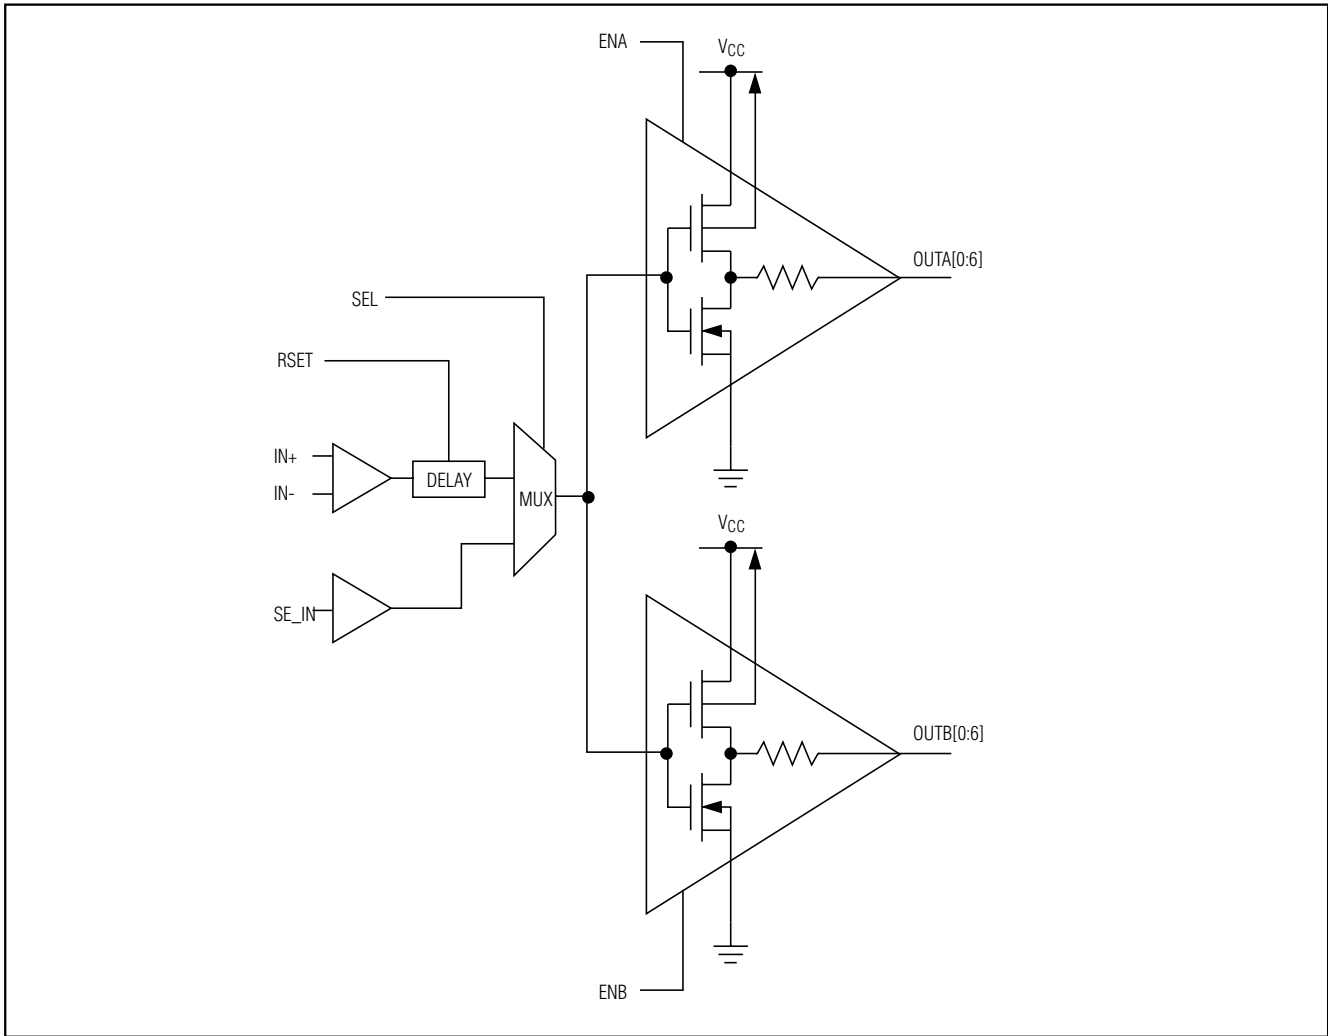 ENA
VCC
OUTA[0:6]
SEL
RSET
IN+
IN-
DELAY
MUX
SE_IN
VCC
OUTB[0:6]
ENB